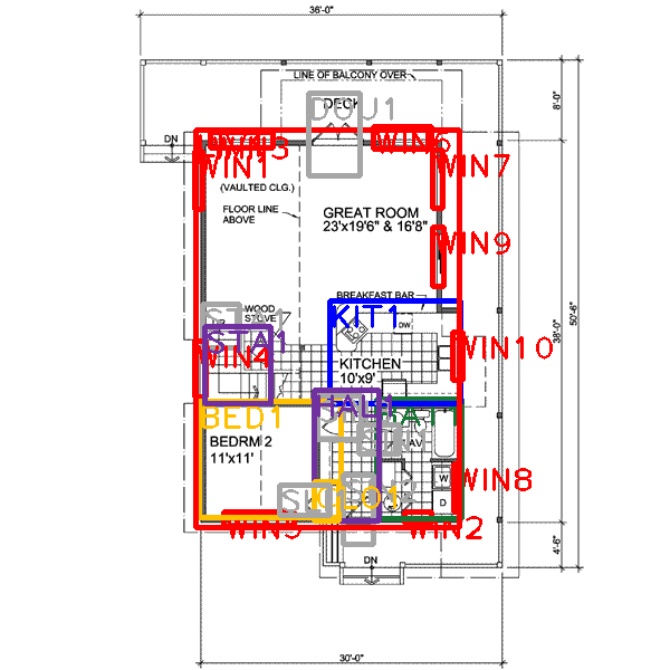 36'-0"
LINE OF BALCONY OVER
DECK
DOU1
8'-0"
DN
WIN3
WIN6
WIN1
WIN7
(VAULTED CLG.)
FLOOR LINE
ABOVE
GREAT ROOM
23'x19'6" & 16'8"
WIN9
BREAKFAST BAR
WOOD
STOVE
KIT1
DW
STA1
WIN4
WIN10
KITCHEN
10'x9'
38'-0"
50'-6"
BED1
HAL1
BEDRM 2
11'x11'
W
D
WIN8
CLO1
WIN5
WIN2
4'-6"
DN
30'-0"